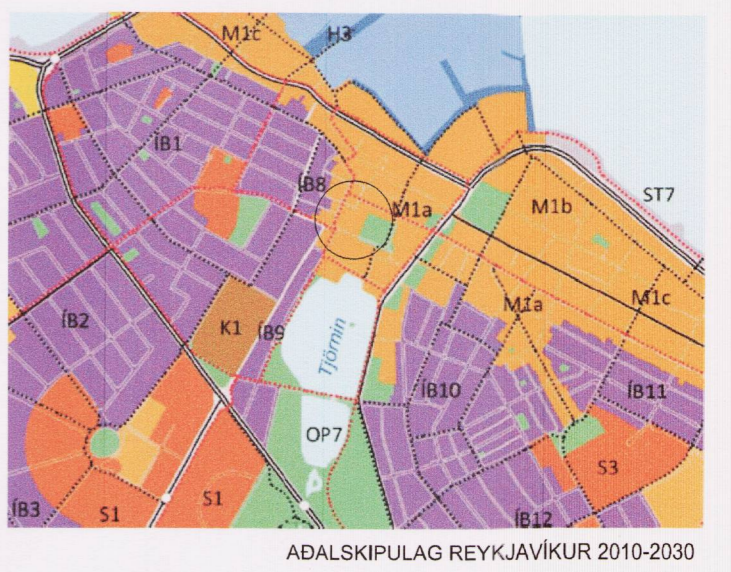 M1c
H3
ÍB1
ÍB8
M1a
M1b
ST7
M1a
M1c
ÍB2
K1
ÍB9
Tjörnin
ÍB10
ÍB11
OP7
S3
ÍB3
S1
S1
ÍB12
AÐALSKIPULAG REYKJAVÍKUR 2010-2030